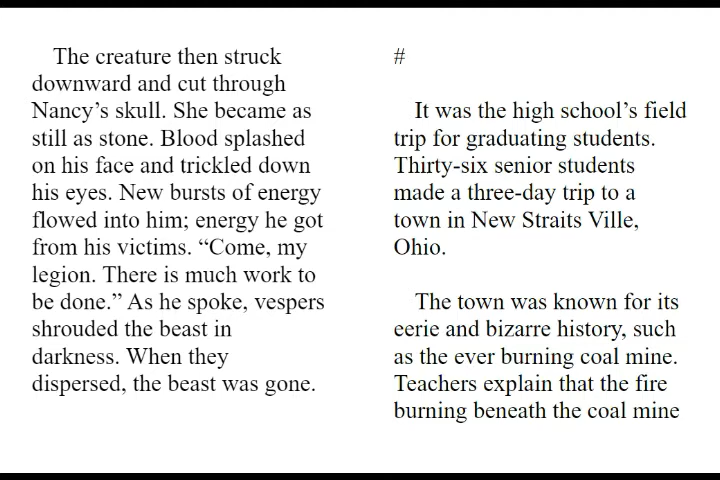 The creature then struck
downward and cut through
Nancy’s skull. She became as
still as stone. Blood splashed
on his face and trickled down
his eyes. New bursts of energy
flowed into him; energy he got
from his victims. “Come, my
legion. There is much work to
be done.” As he spoke, vespers
shrouded the beast in
darkness. When they
dispersed, the beast was gone.
#
It was the high school’s field
trip for graduating students.
Thirty-six senior students
made a three-day trip to a
town in New Straits Ville,
Ohio.
The town was known for its
eerie and bizarre history, such
as the ever burning coal mine.
Teachers explain that the fire
burning beneath the coal mine